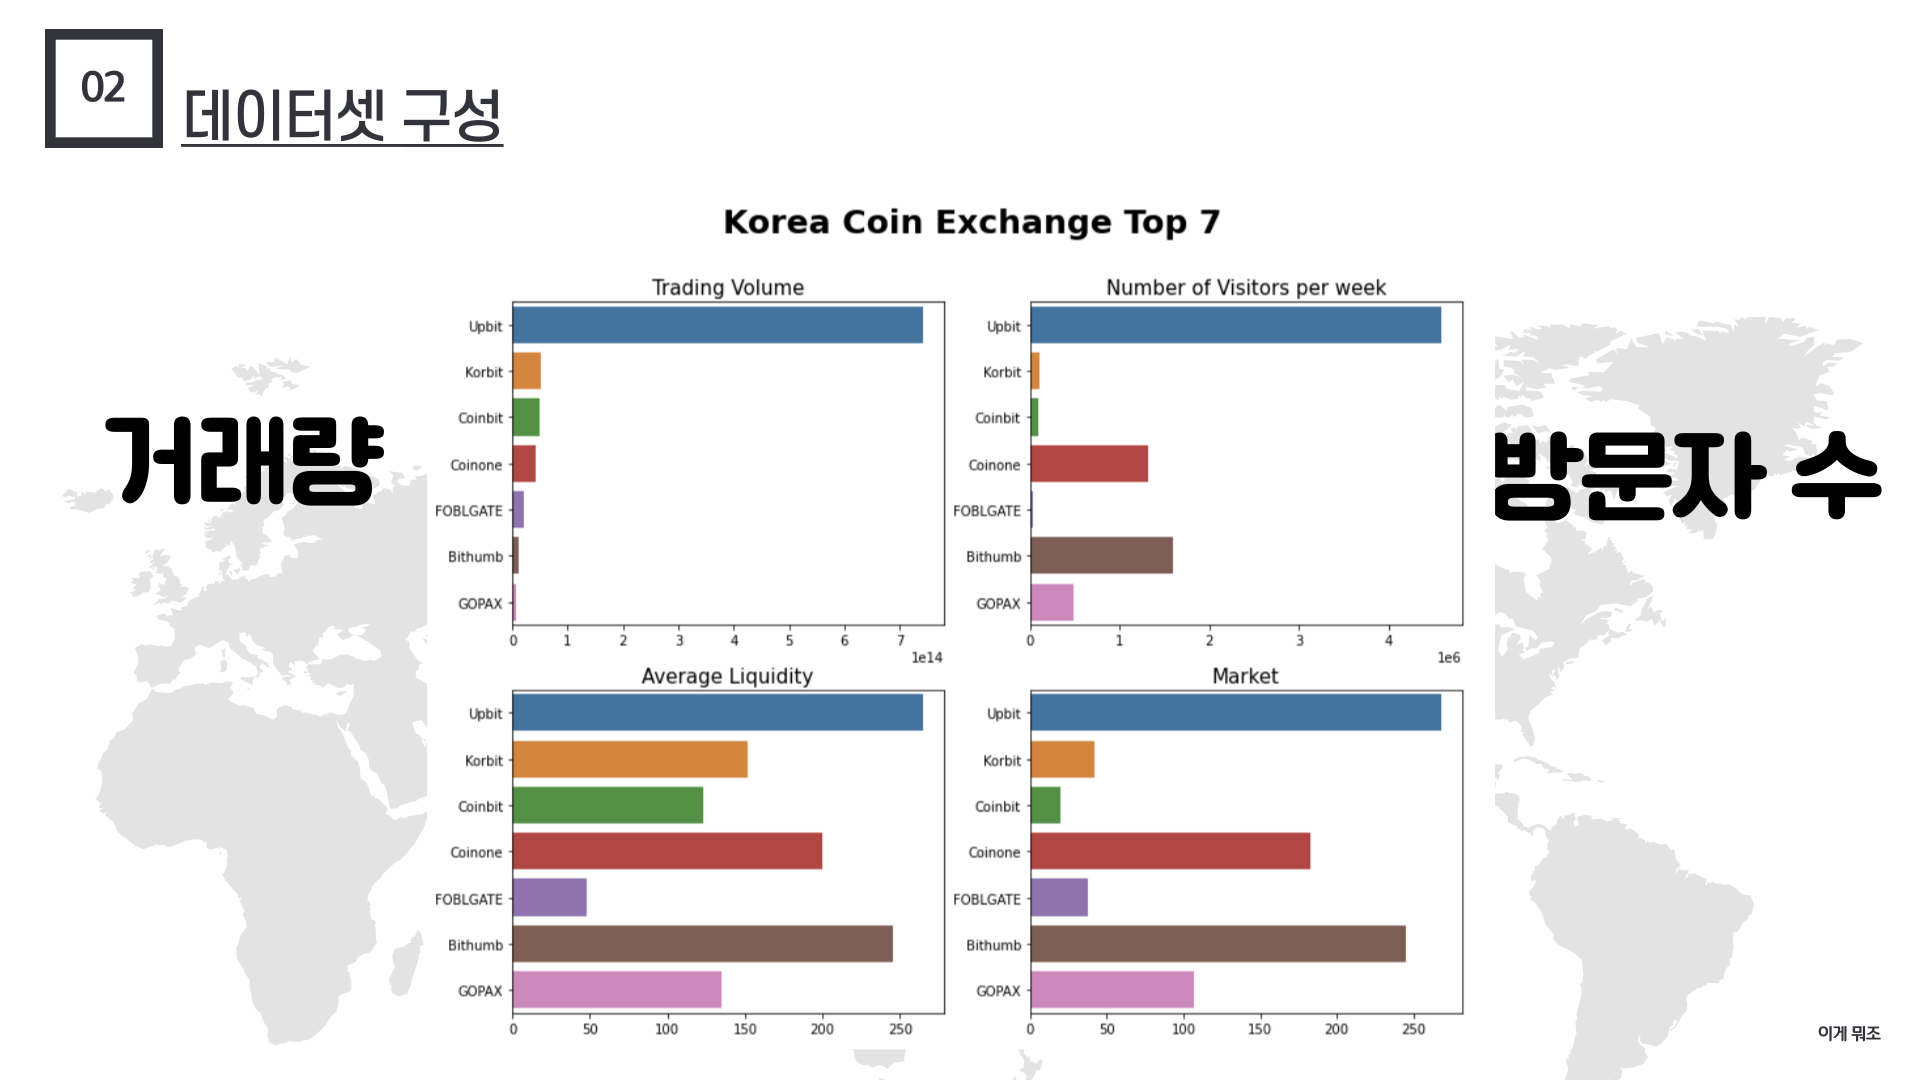 02
데이터셋 구성
Korea Coin Exchange Top 7
거래량
방문자 수
Trading Volume
Upbit
Korbit
Coinbit
Coinone
FOBLGATE
Bithumb
GOPAX
0 1 2 3 4 5 6 7
1e14
Number of Visitors per week
Upbit
Korbit
Coinbit
Coinone
FOBLGATE
Bithumb
GOPAX
0 1 2 3 4
1e6
Average Liquidity
Upbit
Korbit
Coinbit
Coinone
FOBLGATE
Bithumb
GOPAX
0 50 100 150 200 250
Market
Upbit
Korbit
Coinbit
Coinone
FOBLGATE
Bithumb
GOPAX
0 50 100 150 200 250
이게 뭐조